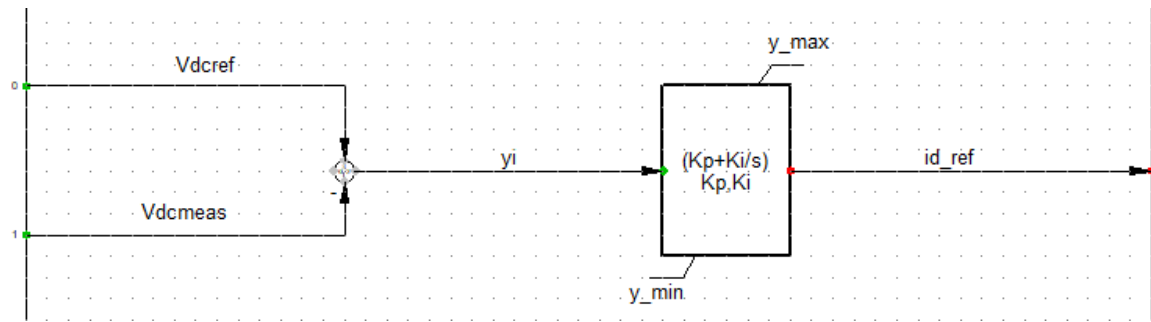 y_max
Vdcref
0
yi
(Kp+Ki/s)
Kp,Ki
id_ref
-
Vdcmeas
1
y_min